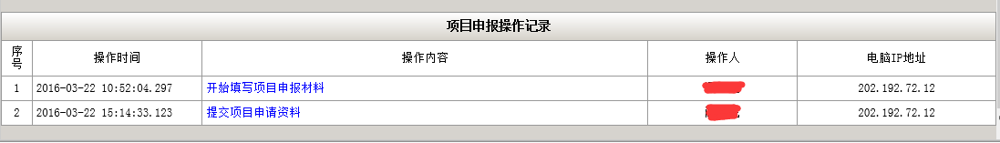 项目申报操作记录
序号 操作时间 操作内容 操作人 电脑IP地址
1 2016-03-22 10:52:04.297 开始填写项目申报材料 202.192.72.12
2 2016-03-22 15:14:33.123 提交项目申请资料 202.192.72.12